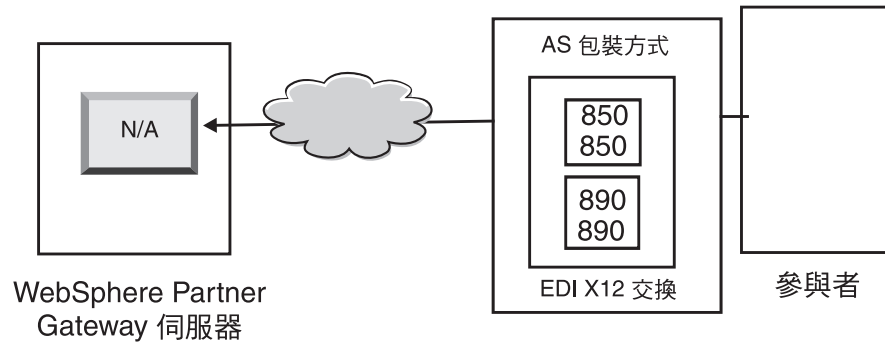 AS 包裝方式
N/A
850
850
890
890
EDI X12 交換
WebSphere Partner
Gateway 伺服器
參與者